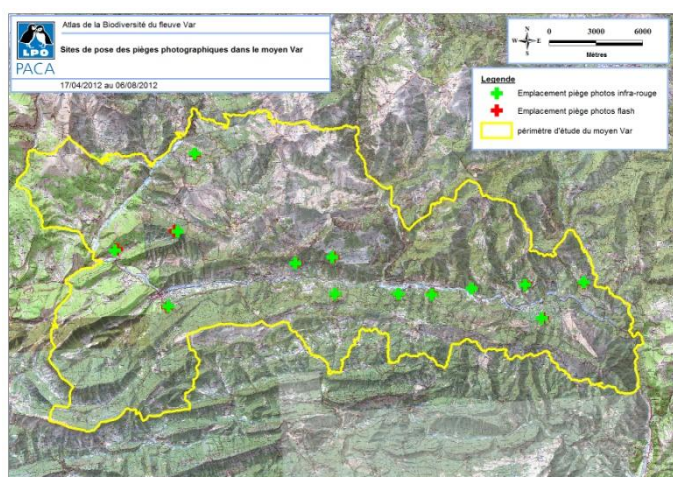 Atlas de la Biodiversité du fleuve Var
Sites de pose des pièges photographiques dans le moyen Var
LPO
PACA
17/04/2012 au 06/08/2012
N
W E
S
0 3000 6000
Mètres
Legende
Emplacement piège photos infra-rouge
Emplacement piège photos flash
périmètre d'étude du moyen Var